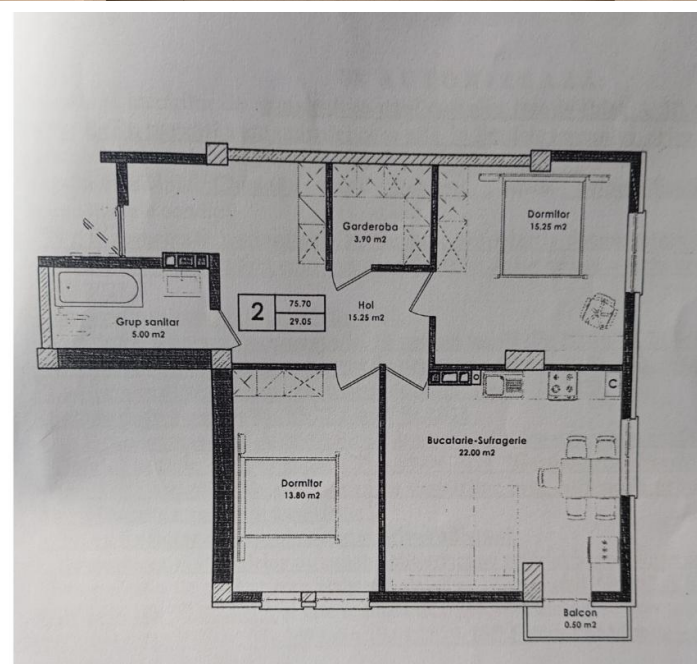 Garderoba
3.90 m2
Dormitor
15.25 m2
Grup sanitar
5.00 m2
2
75.70
29.05
Hol
15.25 m2
Bucatarie-Sufragerie
22.00 m2
C
Dormitor
13.80 m2
Balcon
0.50 m2